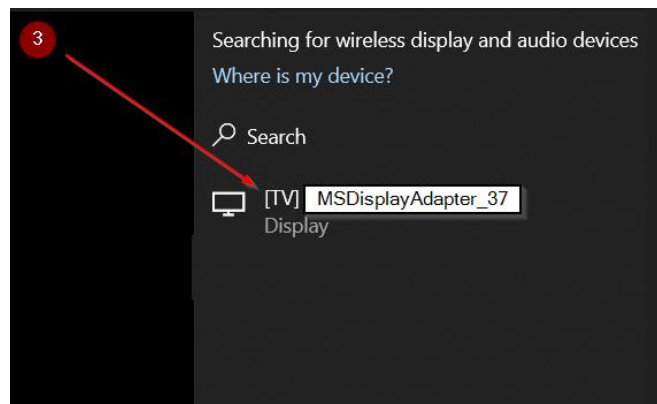 3
Searching for wireless display and audio devices
Where is my device?
Search
[TV] MSDisplayAdapter_37
Display